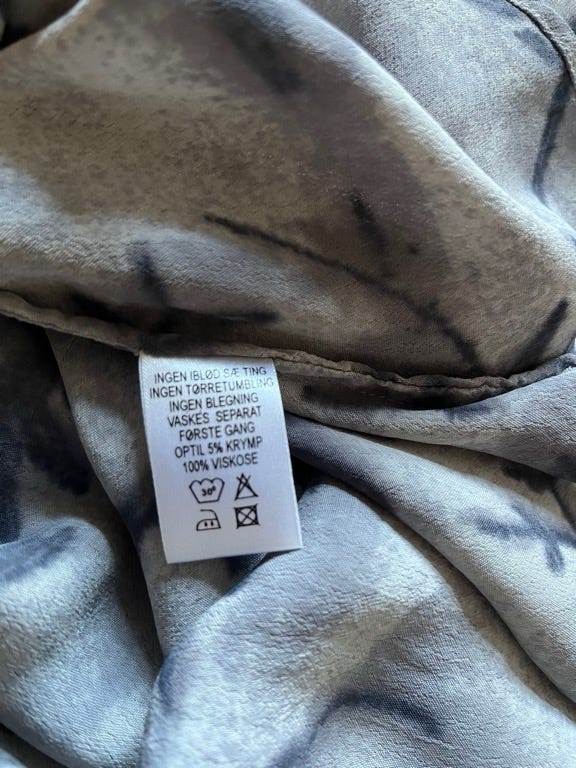 INGEN IBLØD SÆ TING
INGEN TØRRETUMBLING
INGEN BLEGNING
VASKES SEPARAT
FØRSTE GANG
OPTIL 5% KRYMP
100% VISKOSE
30°